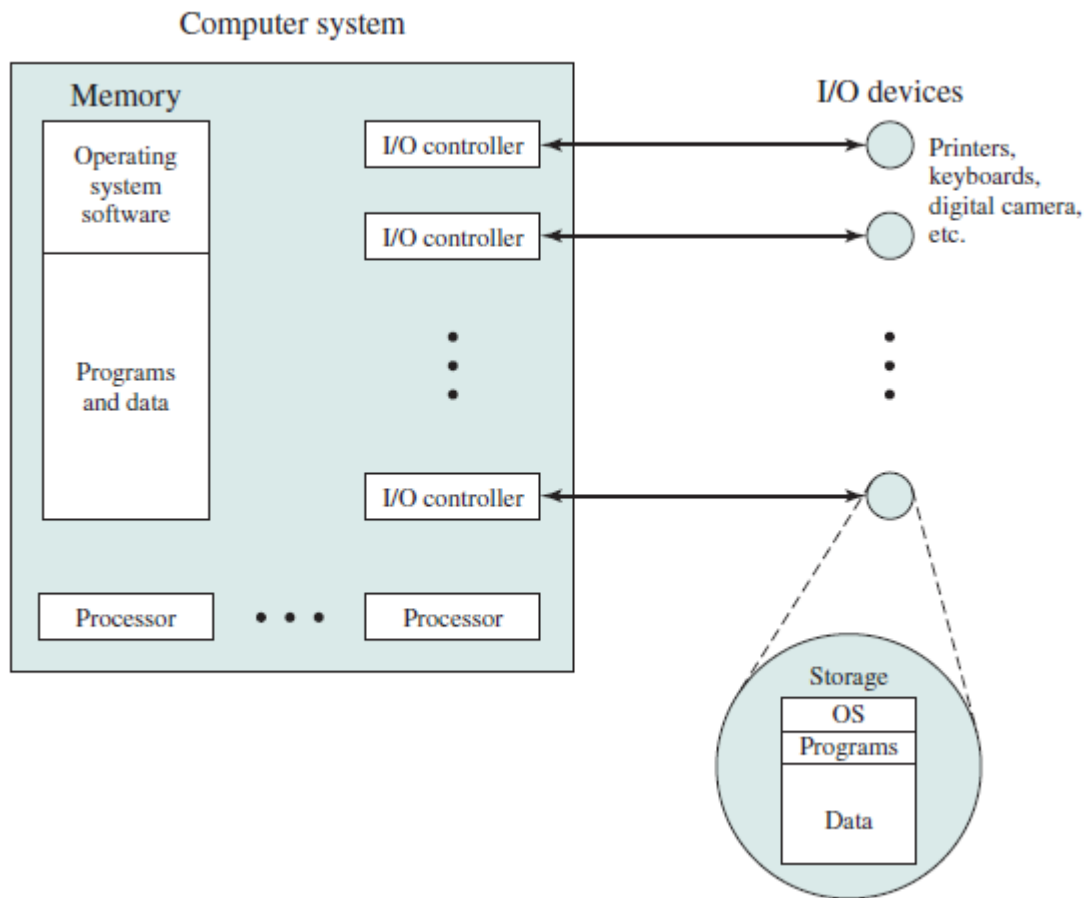 Computer system
Memory
Operating
system
software
Programs
and data
I/O controller
I/O controller
I/O controller
Processor
Processor
I/O devices
Printers,
keyboards,
digital camera,
etc.
Storage
OS
Programs
Data